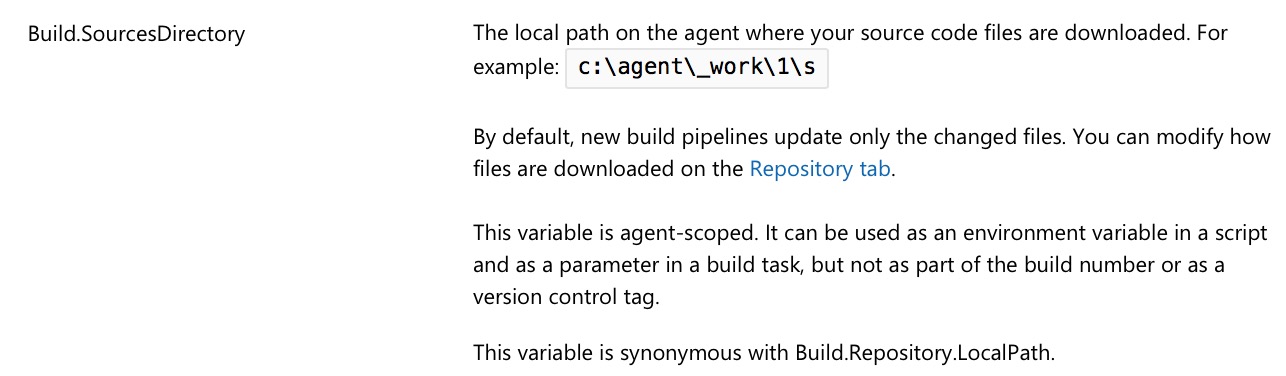 Build.SourcesDirectory
The local path on the agent where your source code files are downloaded. For
example: c:\agent\_work\1\s
By default, new build pipelines update only the changed files. You can modify how
files are downloaded on the Repository tab.
This variable is agent-scoped. It can be used as an environment variable in a script
and as a parameter in a build task, but not as part of the build number or as a
version control tag.
This variable is synonymous with Build.Repository.LocalPath.